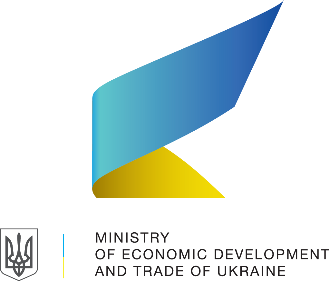 MINISTRY
OF ECONOMIC DEVELOPMENT
AND TRADE OF UKRAINE